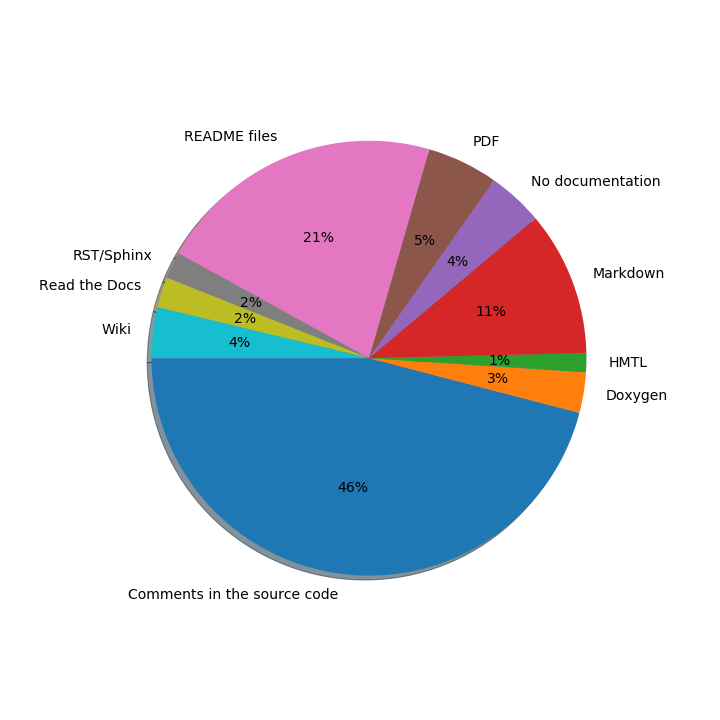 README files
PDF
No documentation
21%
5%
4%
RST/Sphinx
Markdown
Read the Docs
2%
2%
11%
Wiki
4%
1%
HMTL
3%
Doxygen
46%
Comments in the source code